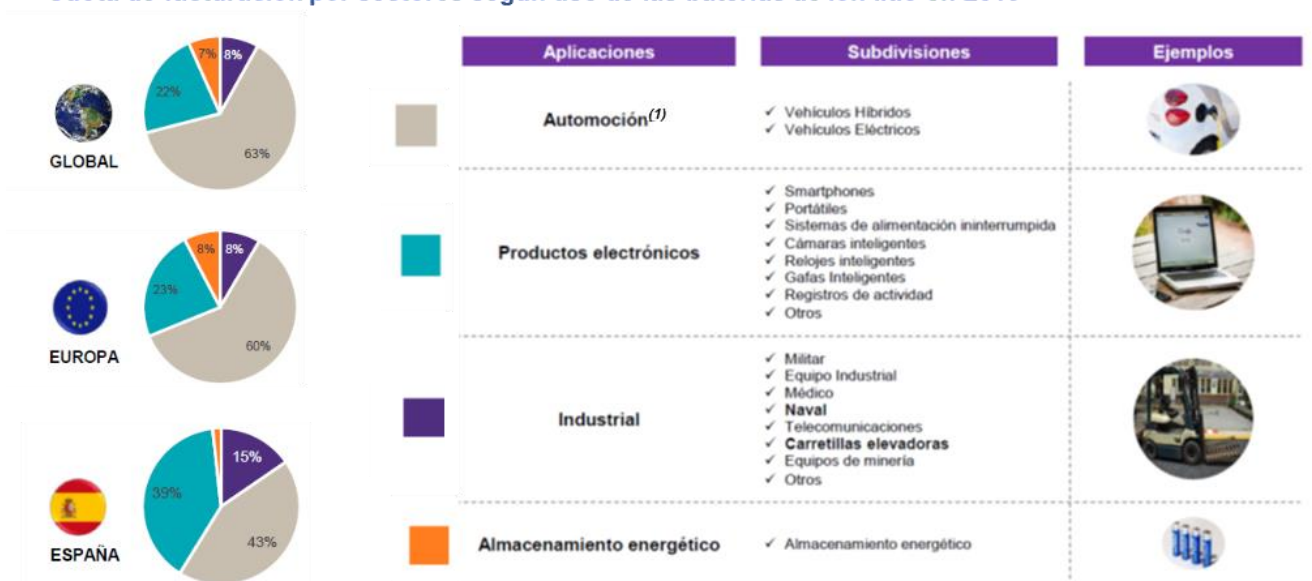 7%
8%
22%
63%
GLOBAL
8%
8%
23%
60%
EUROPA
15%
39%
43%
ESPAÑA
Aplicaciones
Subdivisiones
Ejemplos
Automoción(1)
✓ Vehículos Híbridos
✓ Vehículos Eléctricos
Productos electrónicos
✓ Smartphones
✓ Portátiles
✓ Sistemas de alimentación ininterrumpida
✓ Cámaras inteligentes
✓ Relojes inteligentes
✓ Gafas Inteligentes
✓ Registros de actividad
✓ Otros
Industrial
✓ Militar
✓ Equipo Industrial
✓ Médico
✓ Naval
✓ Telecomunicaciones
✓ Carretillas elevadoras
✓ Equipos de minería
✓ Otros
Almacenamiento energético
✓ Almacenamiento energético